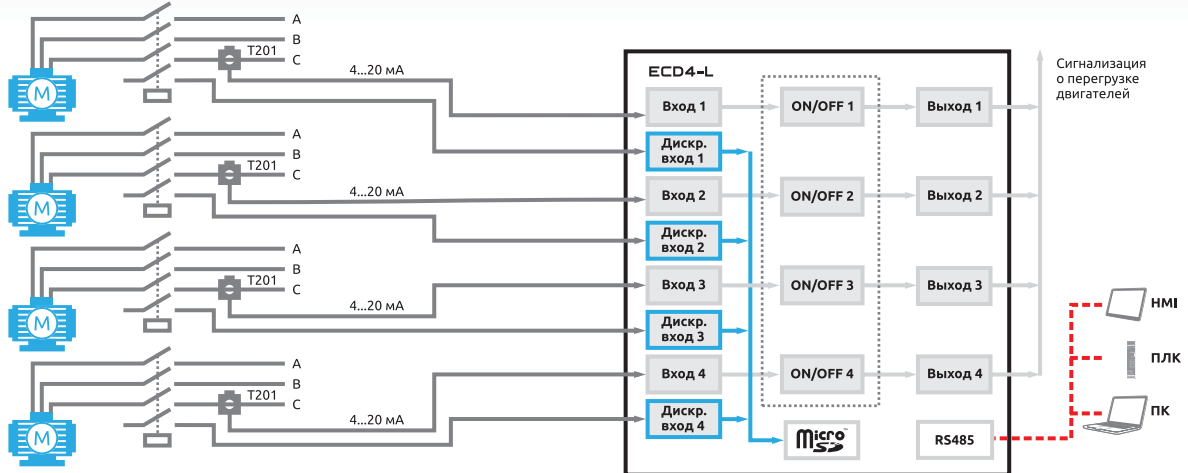 A
B
T201
C
4...20 мА
M
A
B
T201
C
4...20 мА
M
A
B
T201
C
4...20 мА
M
A
B
T201
C
4...20 мА
M
ECD4-L
Вход 1
ON/OFF 1
Выход 1
Дискр.
вход 1
Вход 2
ON/OFF 2
Выход 2
Дискр.
вход 2
Вход 3
ON/OFF 3
Выход 3
Дискр.
вход 3
Вход 4
ON/OFF 4
Выход 4
Дискр.
вход 4
Micro SD
RS485
Сигнализация
о перегрузке
двигателей
HMI
ПЛК
ПК